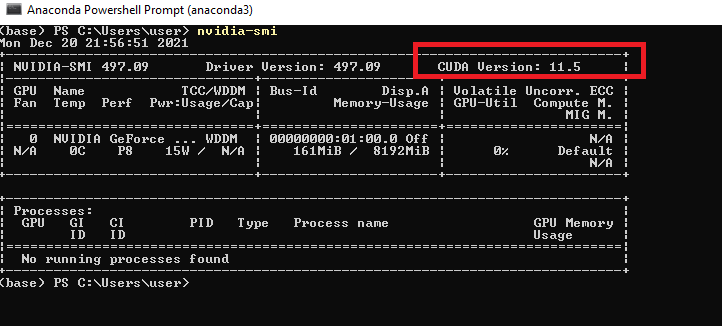 Anaconda Powershell Prompt (anaconda3)
(base) PS C:\Users\user> nvidia-smi
Mon Dec 20 21:56:51 2021
NVIDIA-SMI 497.09 Driver Version: 497.09 CUDA Version: 11.5
GPU Name TCC/WDDM Bus-Id Disp.A Volatile Uncorr. ECC
Fan Temp Perf Pwr:Usage/Cap Memory-Usage GPU-Util Compute M.
MIG M.
0 NVIDIA GeForce ... WDDM 00000000:01:00.0 Off N/A
N/A 0C P8 15W / N/A 161MiB / 8192MiB 0% Default
N/A
Processes:
GPU GI CI PID Type Process name GPU Memory
ID ID Usage
No running processes found
(base) PS C:\Users\user>